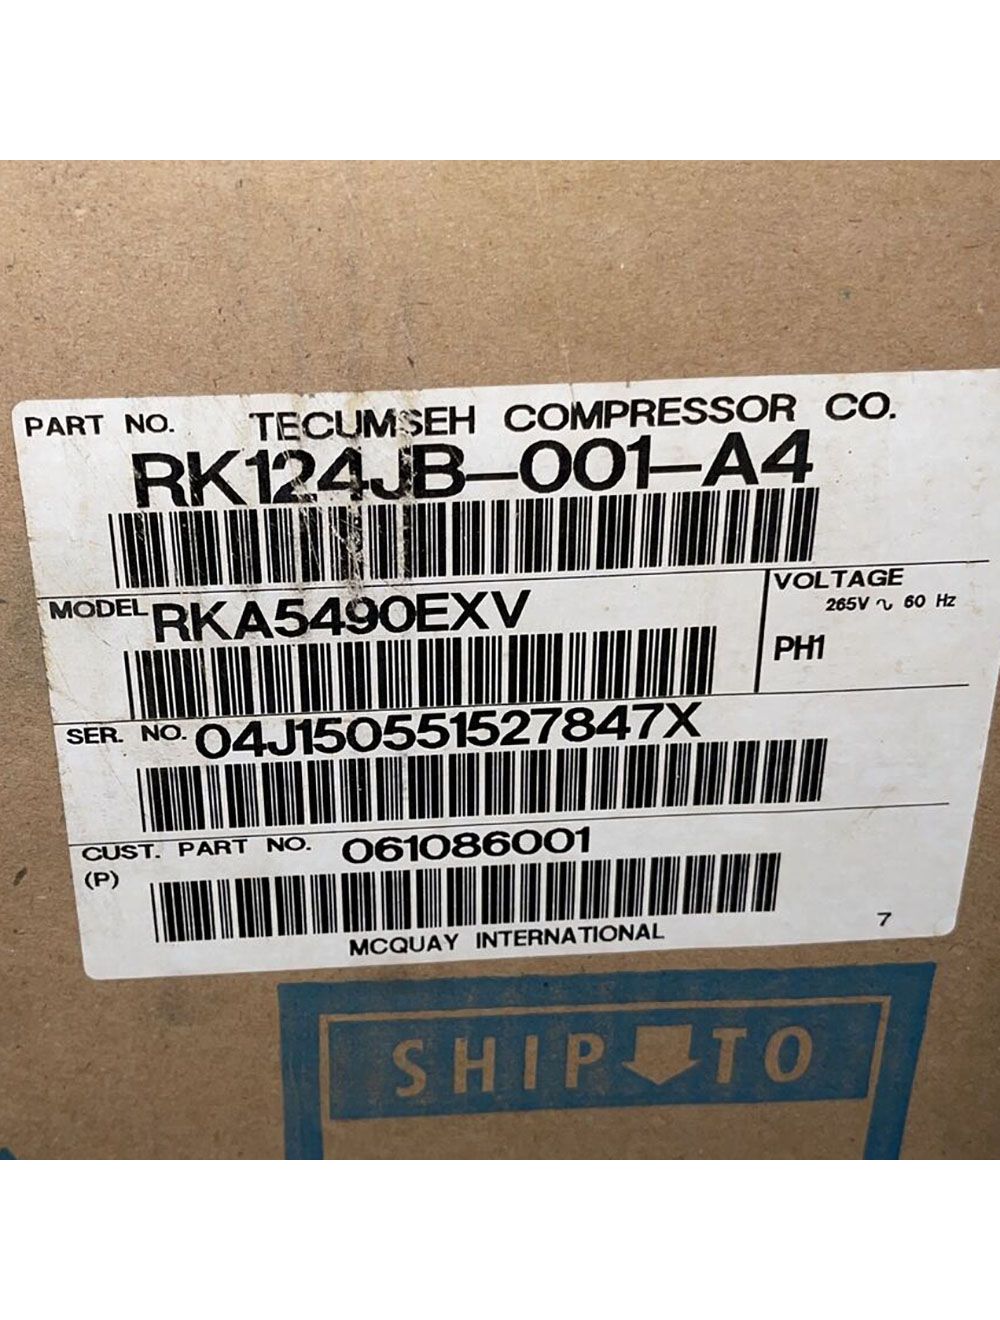 PART NO. TECUMSEH COMPRESSOR CO.
RK124JB-001-A4
MODEL RKA5490EXV
VOLTAGE
265V ∿ 60 Hz
PH1
SER. NO. 04J150551527847X
CUST. PART NO. 061086001
(P)
MCQUAY INTERNATIONAL
7
SHIP TO